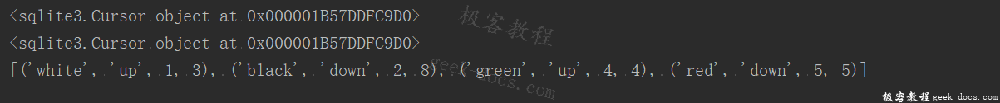 <sqlite3.Cursor object at 0x000001B57DDFC9D0>
<sqlite3.Cursor object at 0x000001B57DDFC9D0>
[('white', 'up', 1, 3), ('black', 'down', 2, 8), ('green', 'up', 4, 4), ('red', 'down', 5, 5)]
极客教程
geek-docs.com
极客教程 geek-docs.com